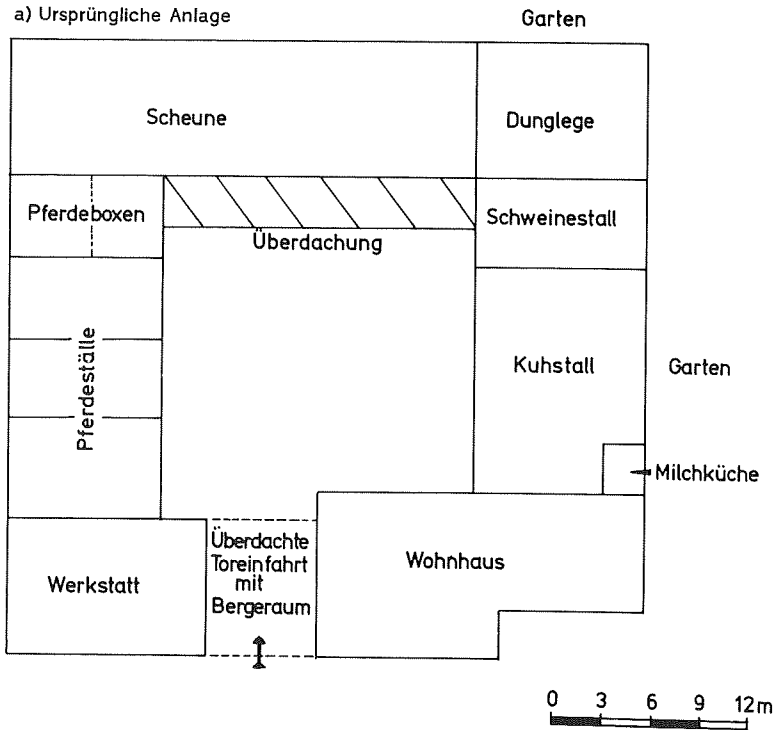 a) Ursprüngliche Anlage
Garten
Scheune
Dunglege
Pferdeboxen
Schweinestall
Überdachung
Pferdeställe
Kuhstall
Garten
Milchküche
Überdachte
Toreinfahrt
mit
Bergeraum
Wohnhaus
Werkstatt
0 3 6 9 12 m